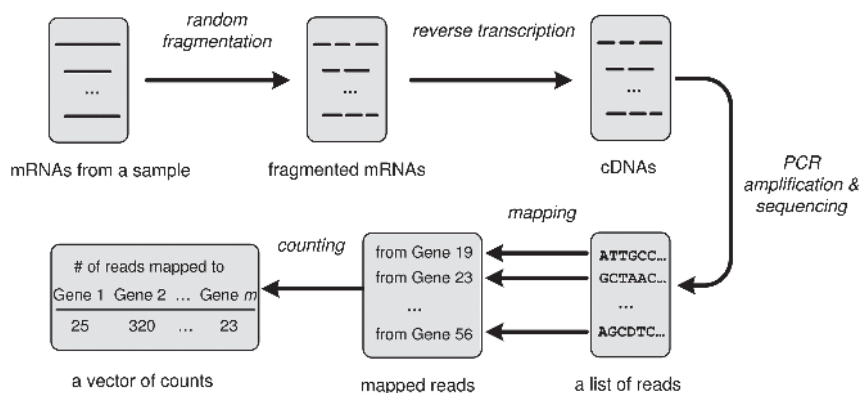 random
fragmentation
reverse transcription
...
...
...
mRNAs from a sample
fragmented mRNAs
cDNAs
PCR
amplification &
sequencing
mapping
counting
# of reads mapped to
Gene 1 Gene 2 ... Gene m
25 320 ... 23
a vector of counts
from Gene 19
from Gene 23
...
from Gene 56
mapped reads
ATTGCC...
GCTAAC...
...
AGCDTC...
a list of reads